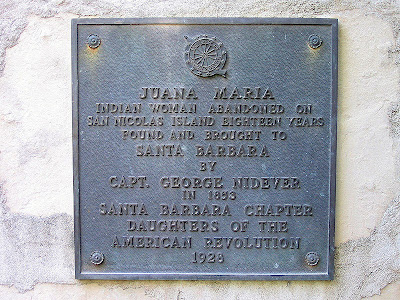 JUANA MARIA
INDIAN WOMAN ABANDONED ON
SAN NICOLAS ISLAND EIGHTEEN YEARS
FOUND AND BROUGHT TO
SANTA BARBARA
BY
CAPT. GEORGE NIDEVER
IN 1853
SANTA BARBARA CHAPTER
DAUGHTERS OF THE
AMERICAN REVOLUTION
1928